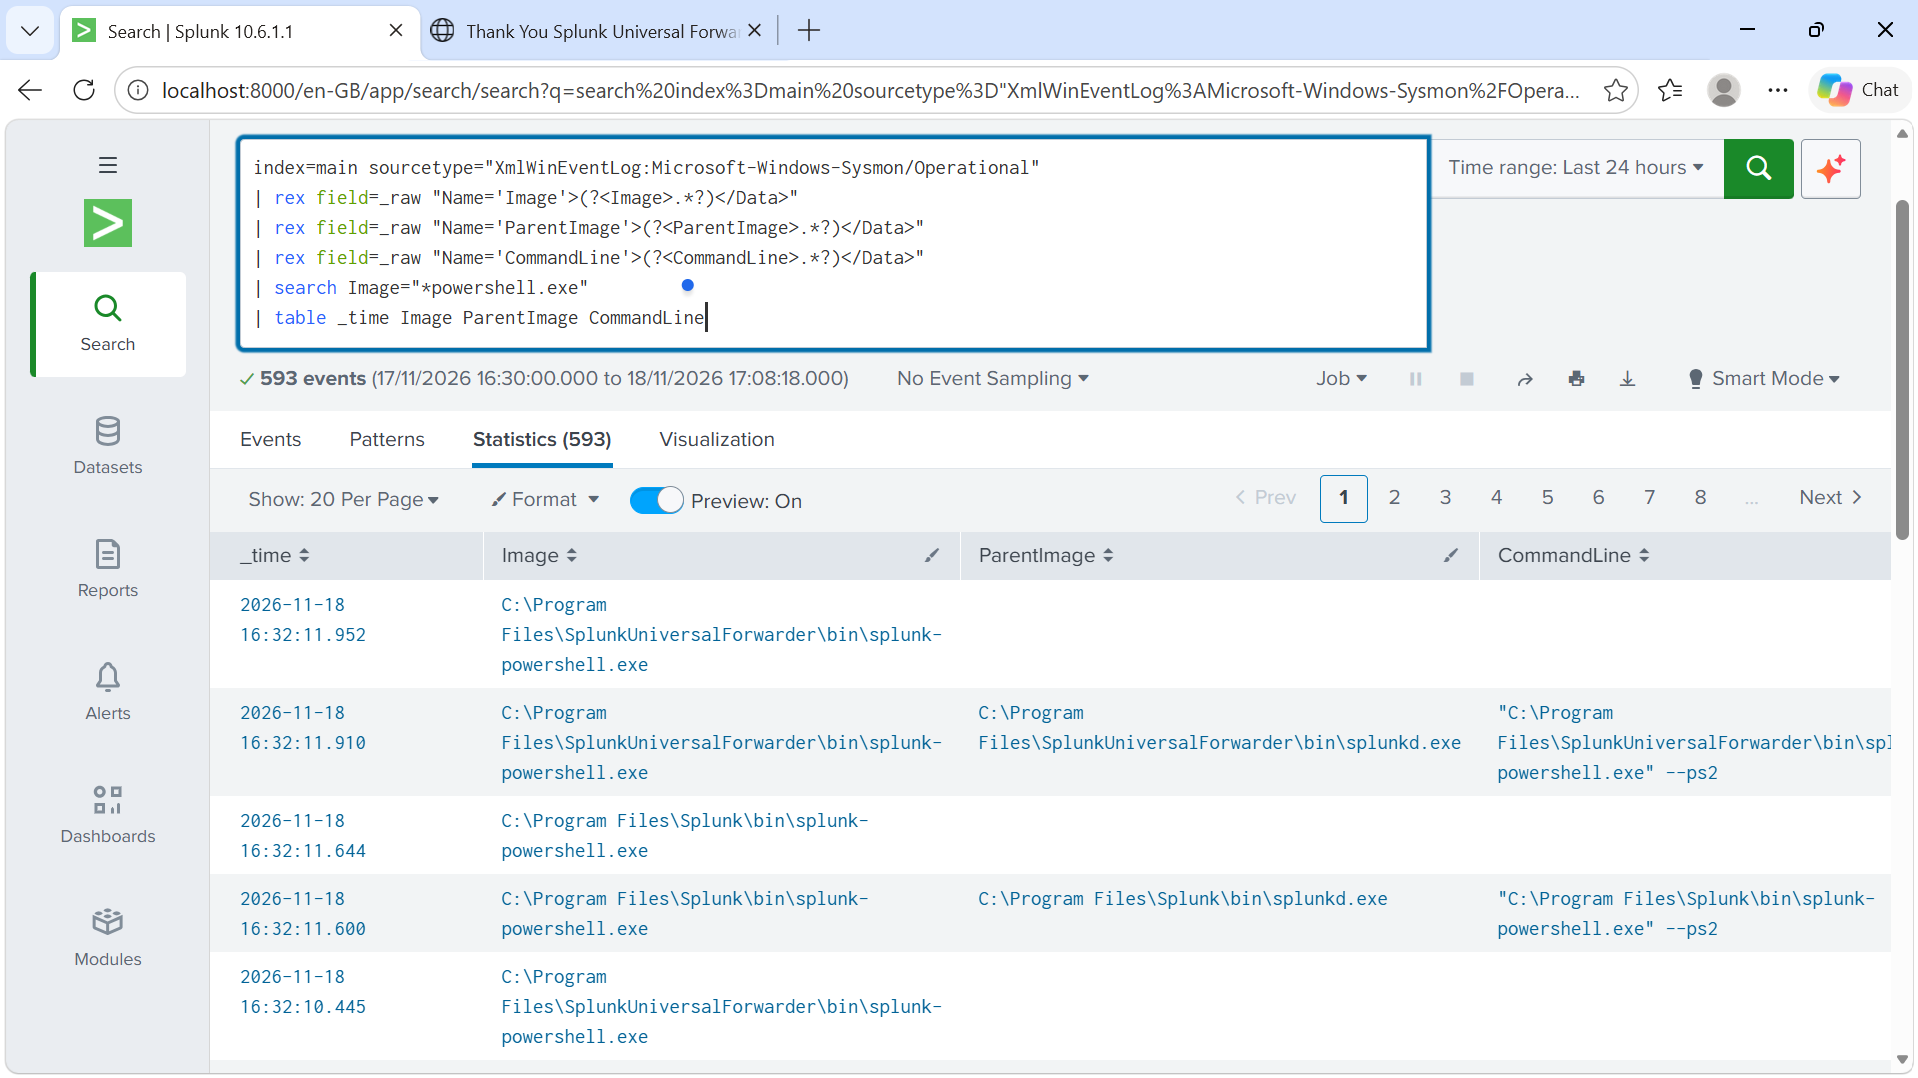 Search | Splunk 10.6.1.1
Thank You Splunk Universal Forwa
localhost:8000/en-GB/app/search/search?q=search%20index%3Dmain%20sourcetype%3D"XmlWinEventLog%3AMicrosoft-Windows-Sysmon%2FOpera...
Chat
index=main sourcetype="XmlWinEventLog:Microsoft-Windows-Sysmon/Operational"
| rex field=_raw "Name='Image'>(?<Image>.*?)</Data>"
| rex field=_raw "Name='ParentImage'>(?<ParentImage>.*?)</Data>"
| rex field=_raw "Name='CommandLine'>(?<CommandLine>.*?)</Data>"
| search Image="*powershell.exe"
| table _time Image ParentImage CommandLine
Time range: Last 24 hours
Search
Datasets
Reports
Alerts
Dashboards
Modules
593 events (17/11/2026 16:30:00.000 to 18/11/2026 17:08:18.000)
No Event Sampling
Job
Smart Mode
Events
Patterns
Statistics (593)
Visualization
Show: 20 Per Page
Format
Preview: On
< Prev
1 2 3 4 5 6 7 8 ...
Next >
_time
Image
ParentImage
CommandLine
2026-11-18
16:32:11.952
C:\Program
Files\SplunkUniversalForwarder\bin\splunk-
powershell.exe
2026-11-18
16:32:11.910
C:\Program
Files\SplunkUniversalForwarder\bin\splunk-
powershell.exe
C:\Program
Files\SplunkUniversalForwarder\bin\splunkd.exe
"C:\Program
Files\SplunkUniversalForwarder\bin\spl
powershell.exe" --ps2
2026-11-18
16:32:11.644
C:\Program Files\Splunk\bin\splunk-
powershell.exe
2026-11-18
16:32:11.600
C:\Program Files\Splunk\bin\splunk-
powershell.exe
C:\Program Files\Splunk\bin\splunkd.exe
"C:\Program Files\Splunk\bin\splunk-
powershell.exe" --ps2
2026-11-18
16:32:10.445
C:\Program
Files\SplunkUniversalForwarder\bin\splunk-
powershell.exe